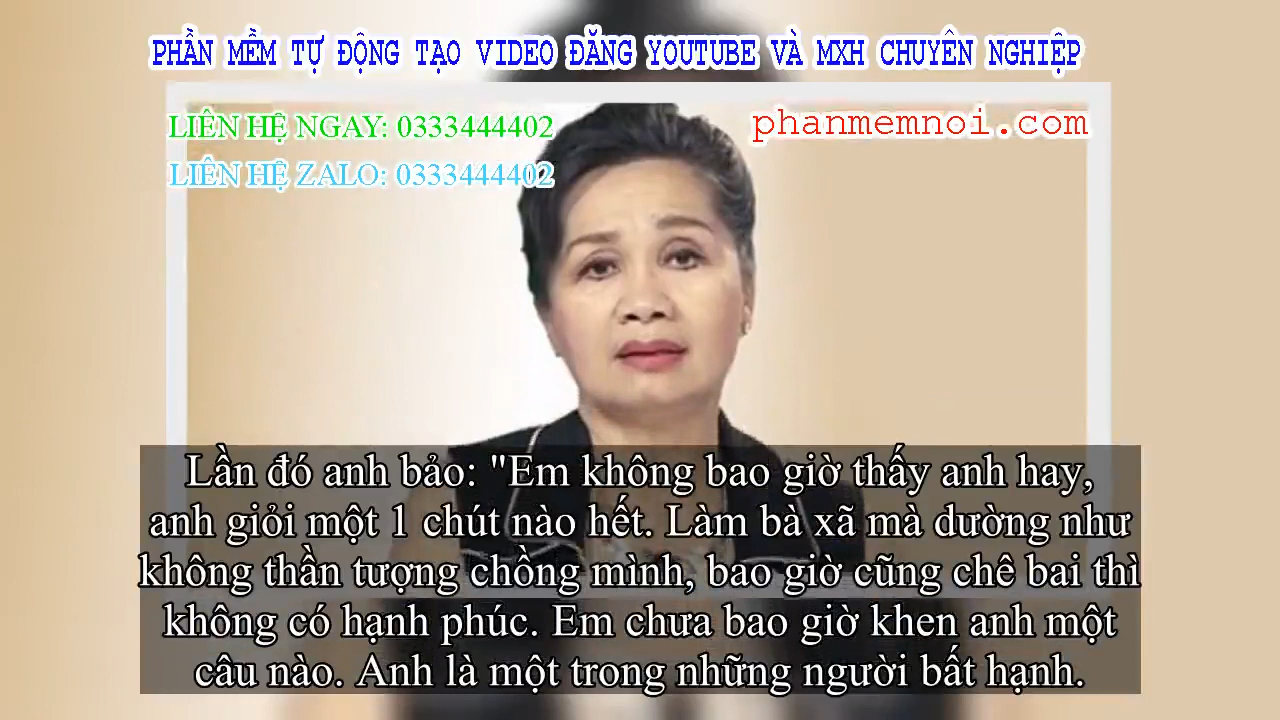 PHẦN MỀM TỰ ĐỘNG TẠO VIDEO ĐĂNG YOUTUBE VÀ MXH CHUYÊN NGHIỆP
LIÊN HỆ NGAY: 0333444402
phanmemnoi.com
LIÊN HỆ ZALO: 0333444402
Lần đó anh bảo: "Em không bao giờ thấy anh hay,
anh giỏi một 1 chút nào hết. Làm bà xã mà dường như
không thần tượng chồng mình, bao giờ cũng chê bai thì
không có hạnh phúc. Em chưa bao giờ khen anh một
câu nào. Anh là một trong những người bất hạnh.